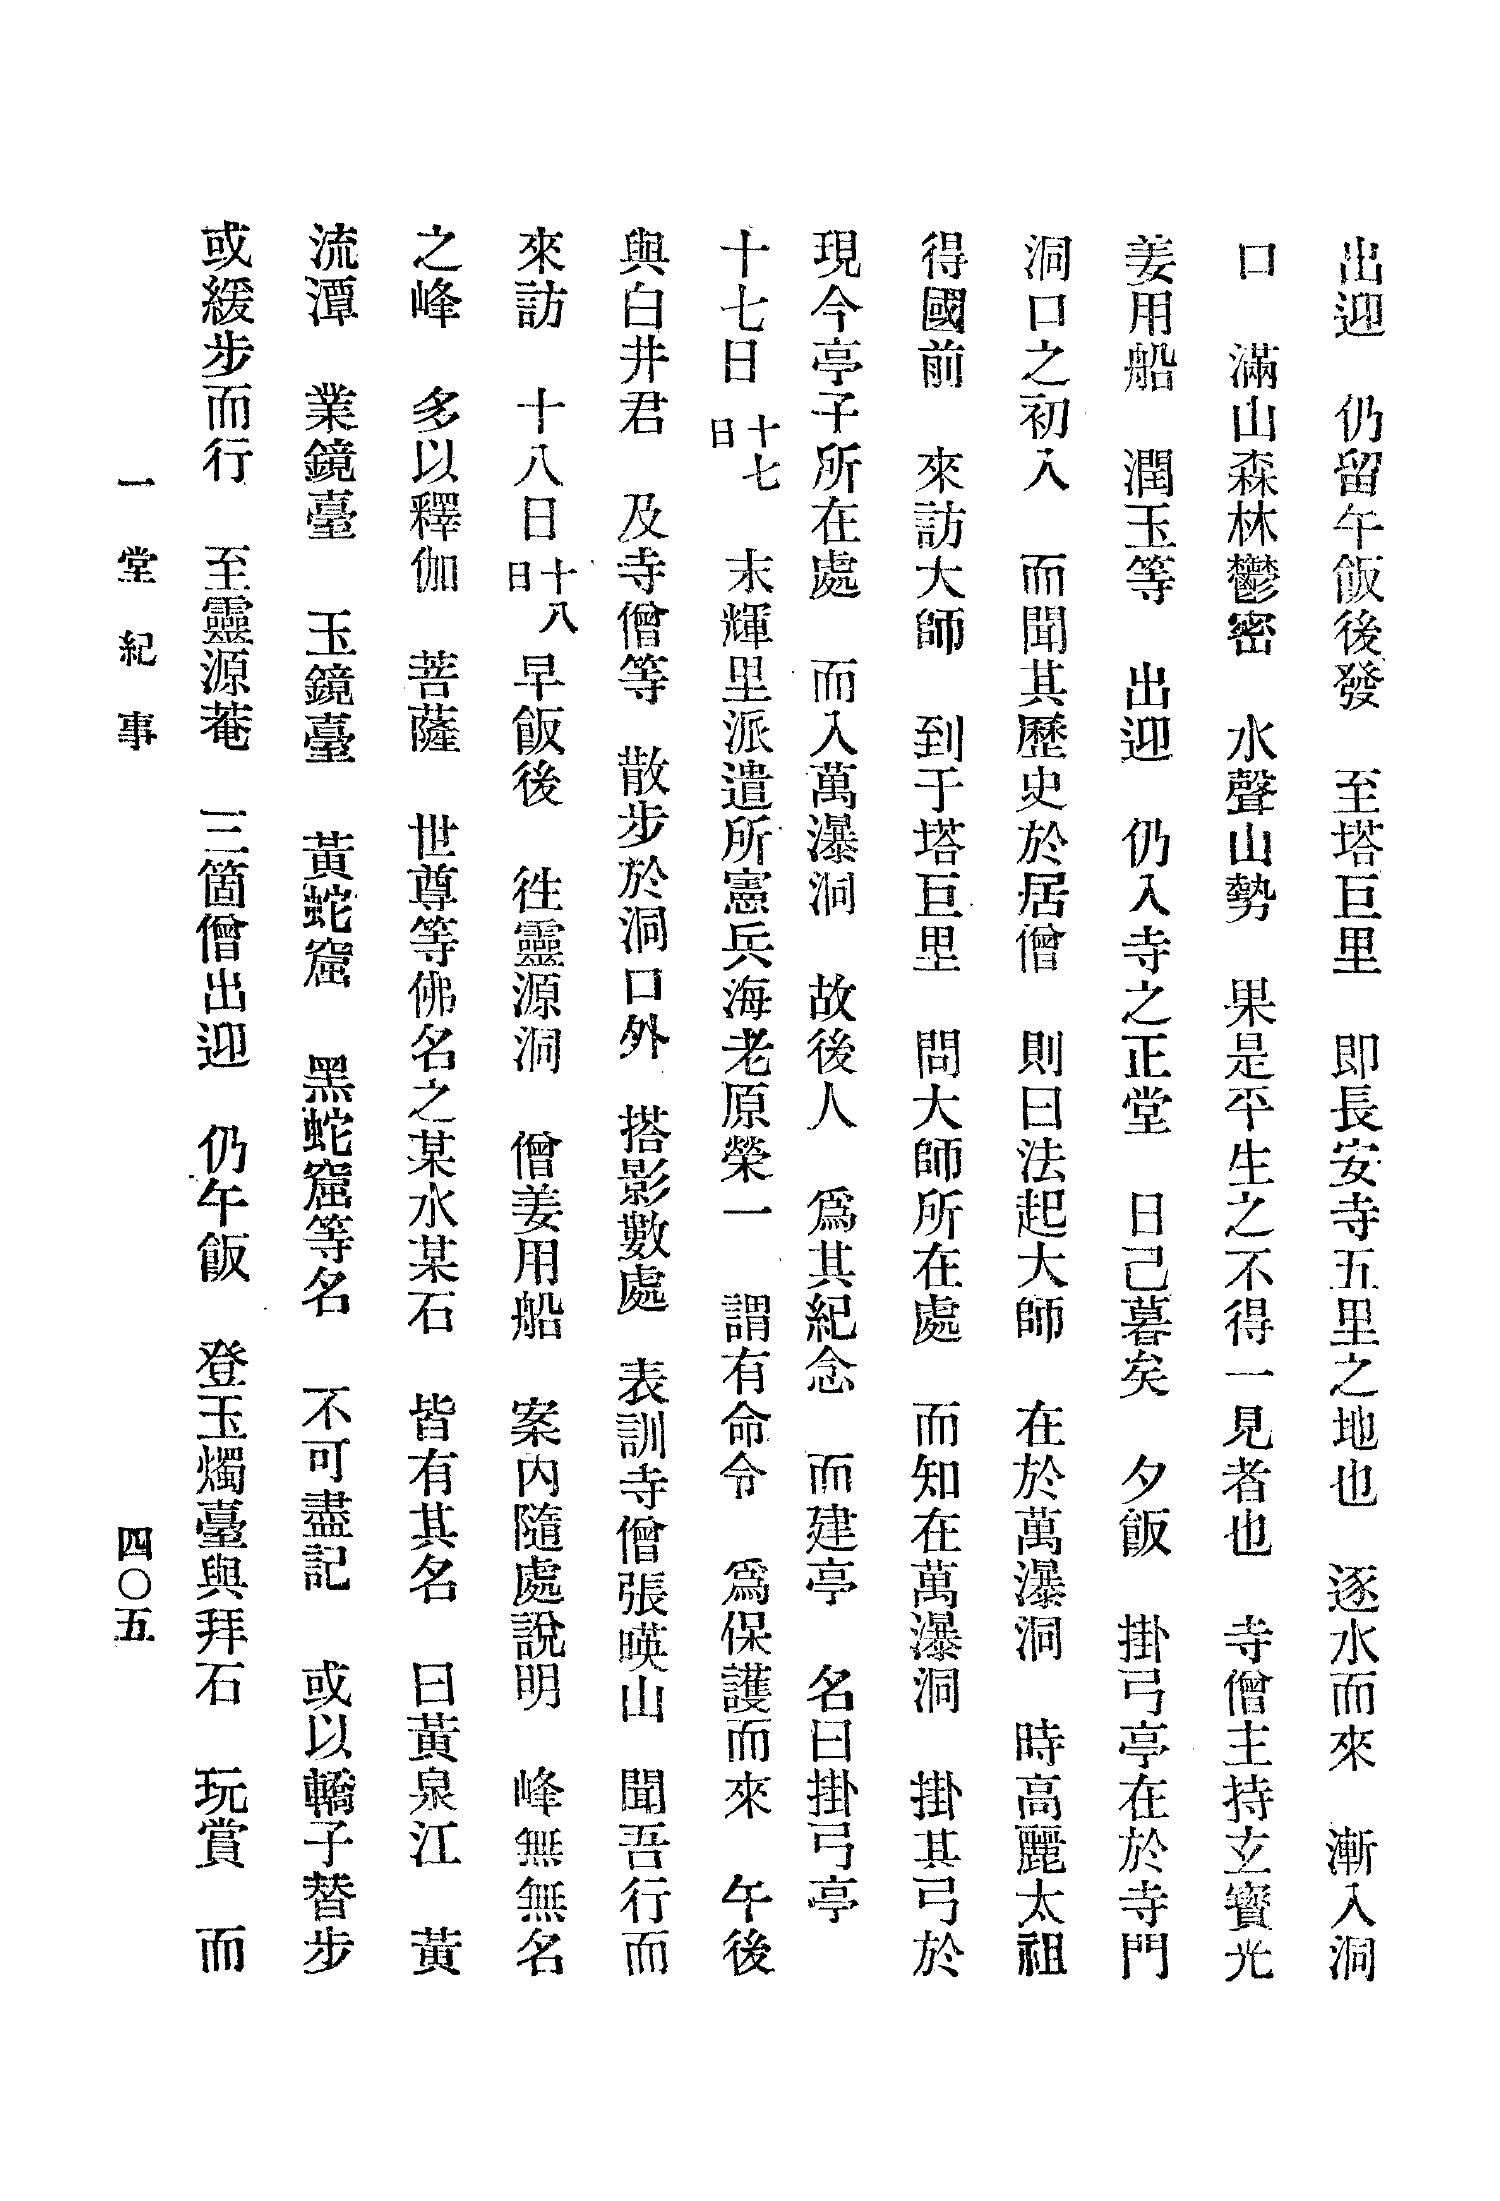 出迎 仍留午飯後發 至塔巨里 即長安寺五里之地也 逐水而來 漸入洞
口 滿山森林鬱密 水聲山勢 果是平生之不得一見者也 寺僧主持玄寶光
姜用船 潤玉等 出迎 仍入寺之正堂 日己暮矣 夕飯 掛弓亭在於寺門
洞口之初入 而聞其歷史於居僧 則曰法起大師 在於萬瀑洞 時高麗太祖
得國前 來訪大師 到于塔巨里 問大師所在處 而知在萬瀑洞 掛其弓於
現今亭子所在處 而入萬瀑洞 故後人 爲其紀念 而建亭 名曰掛弓亭
十七日 十七日 末輝里派遣所憲兵海老原榮一 謂有命令 爲保護而來 午後
與白井君 及寺僧等 散步於洞口外 搭影數處 表訓寺僧張暎山 聞吾行而
來訪 十八日 十八日 早飯後 徃靈源洞 僧姜用船 案內隨處說明 峰無無名
之峰 多以釋伽 菩薩 世尊等佛名之某水某石 皆有其名 曰黃泉江 黃
流潭 業鏡臺 玉鏡臺 黃蛇窟 黑蛇窟等名 不可盡記 或以轎子替步
或緩步而行 至靈源菴 三箇僧出迎 仍午飯 登玉燭臺與拜石 玩賞 而
一堂紀事 四〇五